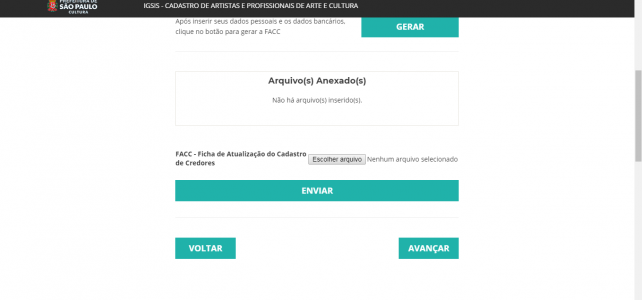 PREFEITURA DE
SÃO PAULO
CULTURA
IGSIS - CADASTRO DE ARTISTAS E PROFISSIONAIS DE ARTE E CULTURA
Após inserir seus dados pessoais e os dados bancários,
clique no botão para gerar a FACC
GERAR
Arquivo(s) Anexado(s)
Não há arquivo(s) inserido(s).
FACC - Ficha de Atualização do Cadastro
de Credores
Escolher arquivo Nenhum arquivo selecionado
ENVIAR
VOLTAR
AVANÇAR